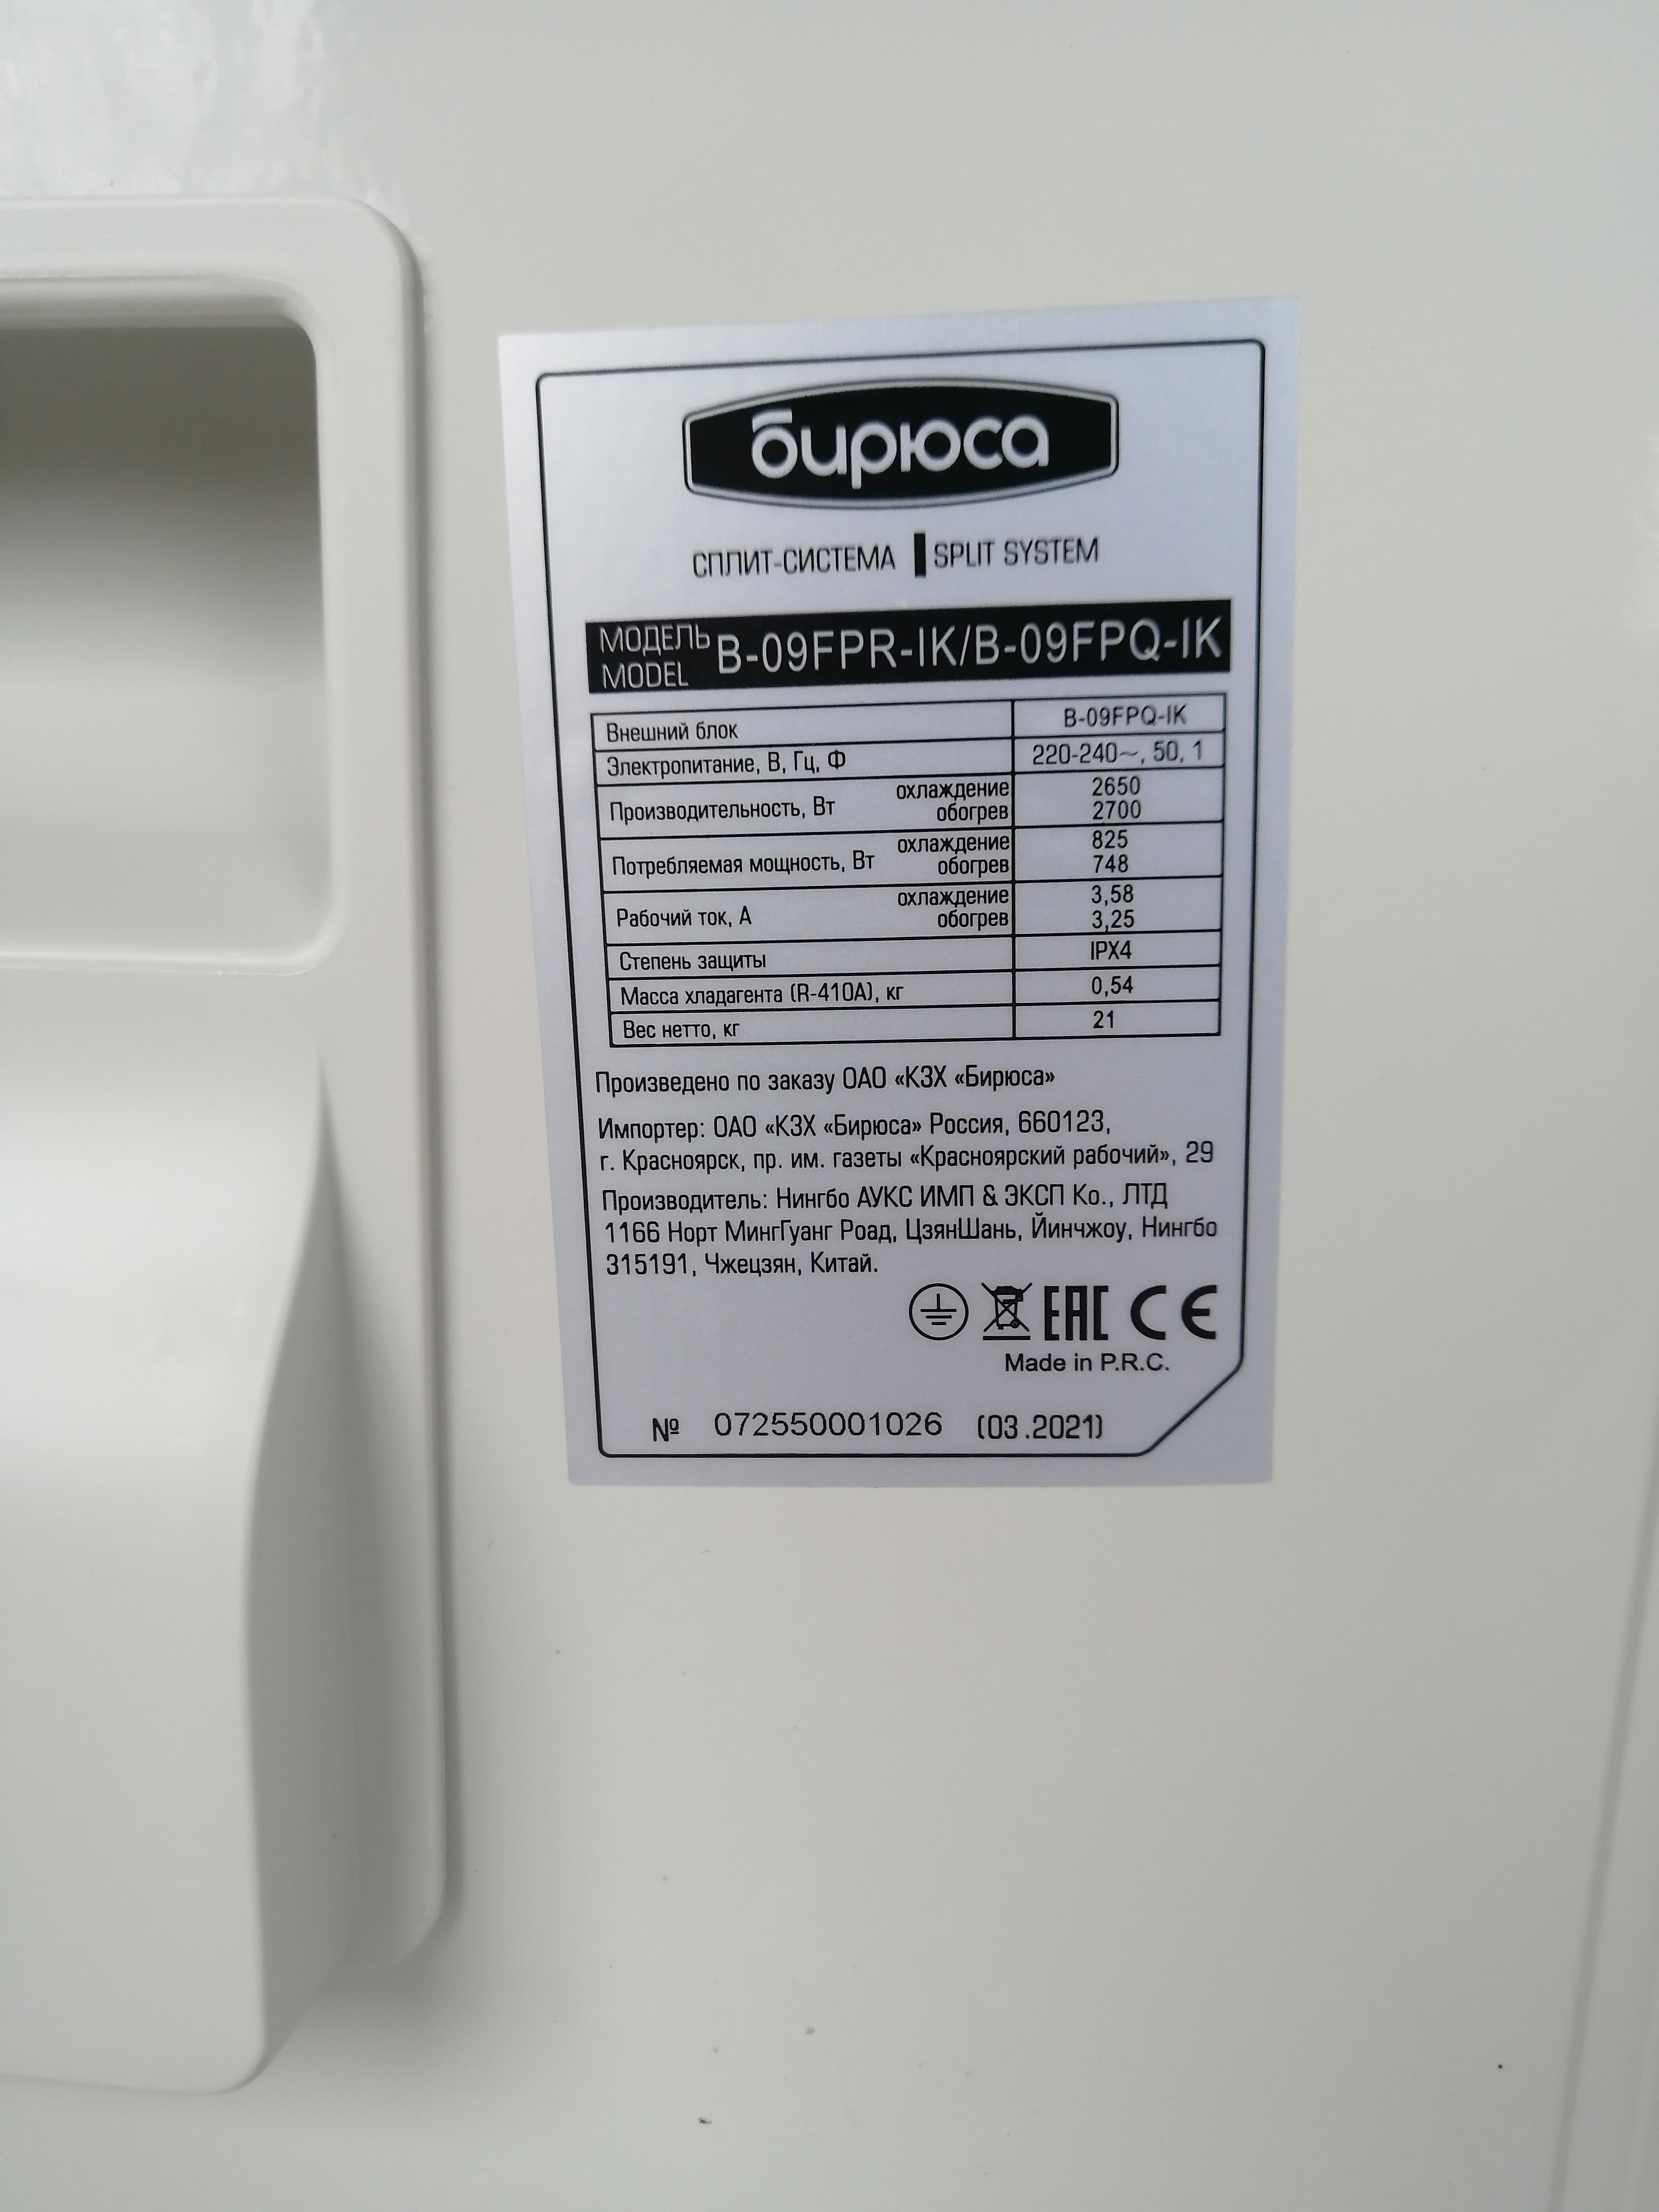 бирюса
СПЛИТ-СИСТЕМА SPLIT SYSTEM
МОДЕЛЬ B-09FPR-IK/B-09FPQ-IK
MODEL
Внешний блок B-09FPQ-IK
Электропитание, В, Гц, Ф 220-240~, 50, 1
Производительность, Вт охлаждение 2650
обогрев 2700
Потребляемая мощность, Вт охлаждение 825
обогрев 748
Рабочий ток, А охлаждение 3,58
обогрев 3,25
Степень защиты IPX4
Масса хладагента (R-410A), кг 0,54
Вес нетто, кг 21
Произведено по заказу ОАО «КЗХ «Бирюса»
Импортер: ОАО «КЗХ «Бирюса» Россия, 660123,
г. Красноярск, пр. им. газеты «Красноярский рабочий», 29
Производитель: Нингбо АУКС ИМП & ЭКСП Ко., ЛТД
1166 Норт МингГуанг Роад, ЦзянШань, Йинчжоу, Нингбо
315191, Чжецзян, Китай.
EAC CE
Made in P.R.C.
№ 072550001026 (03.2021)